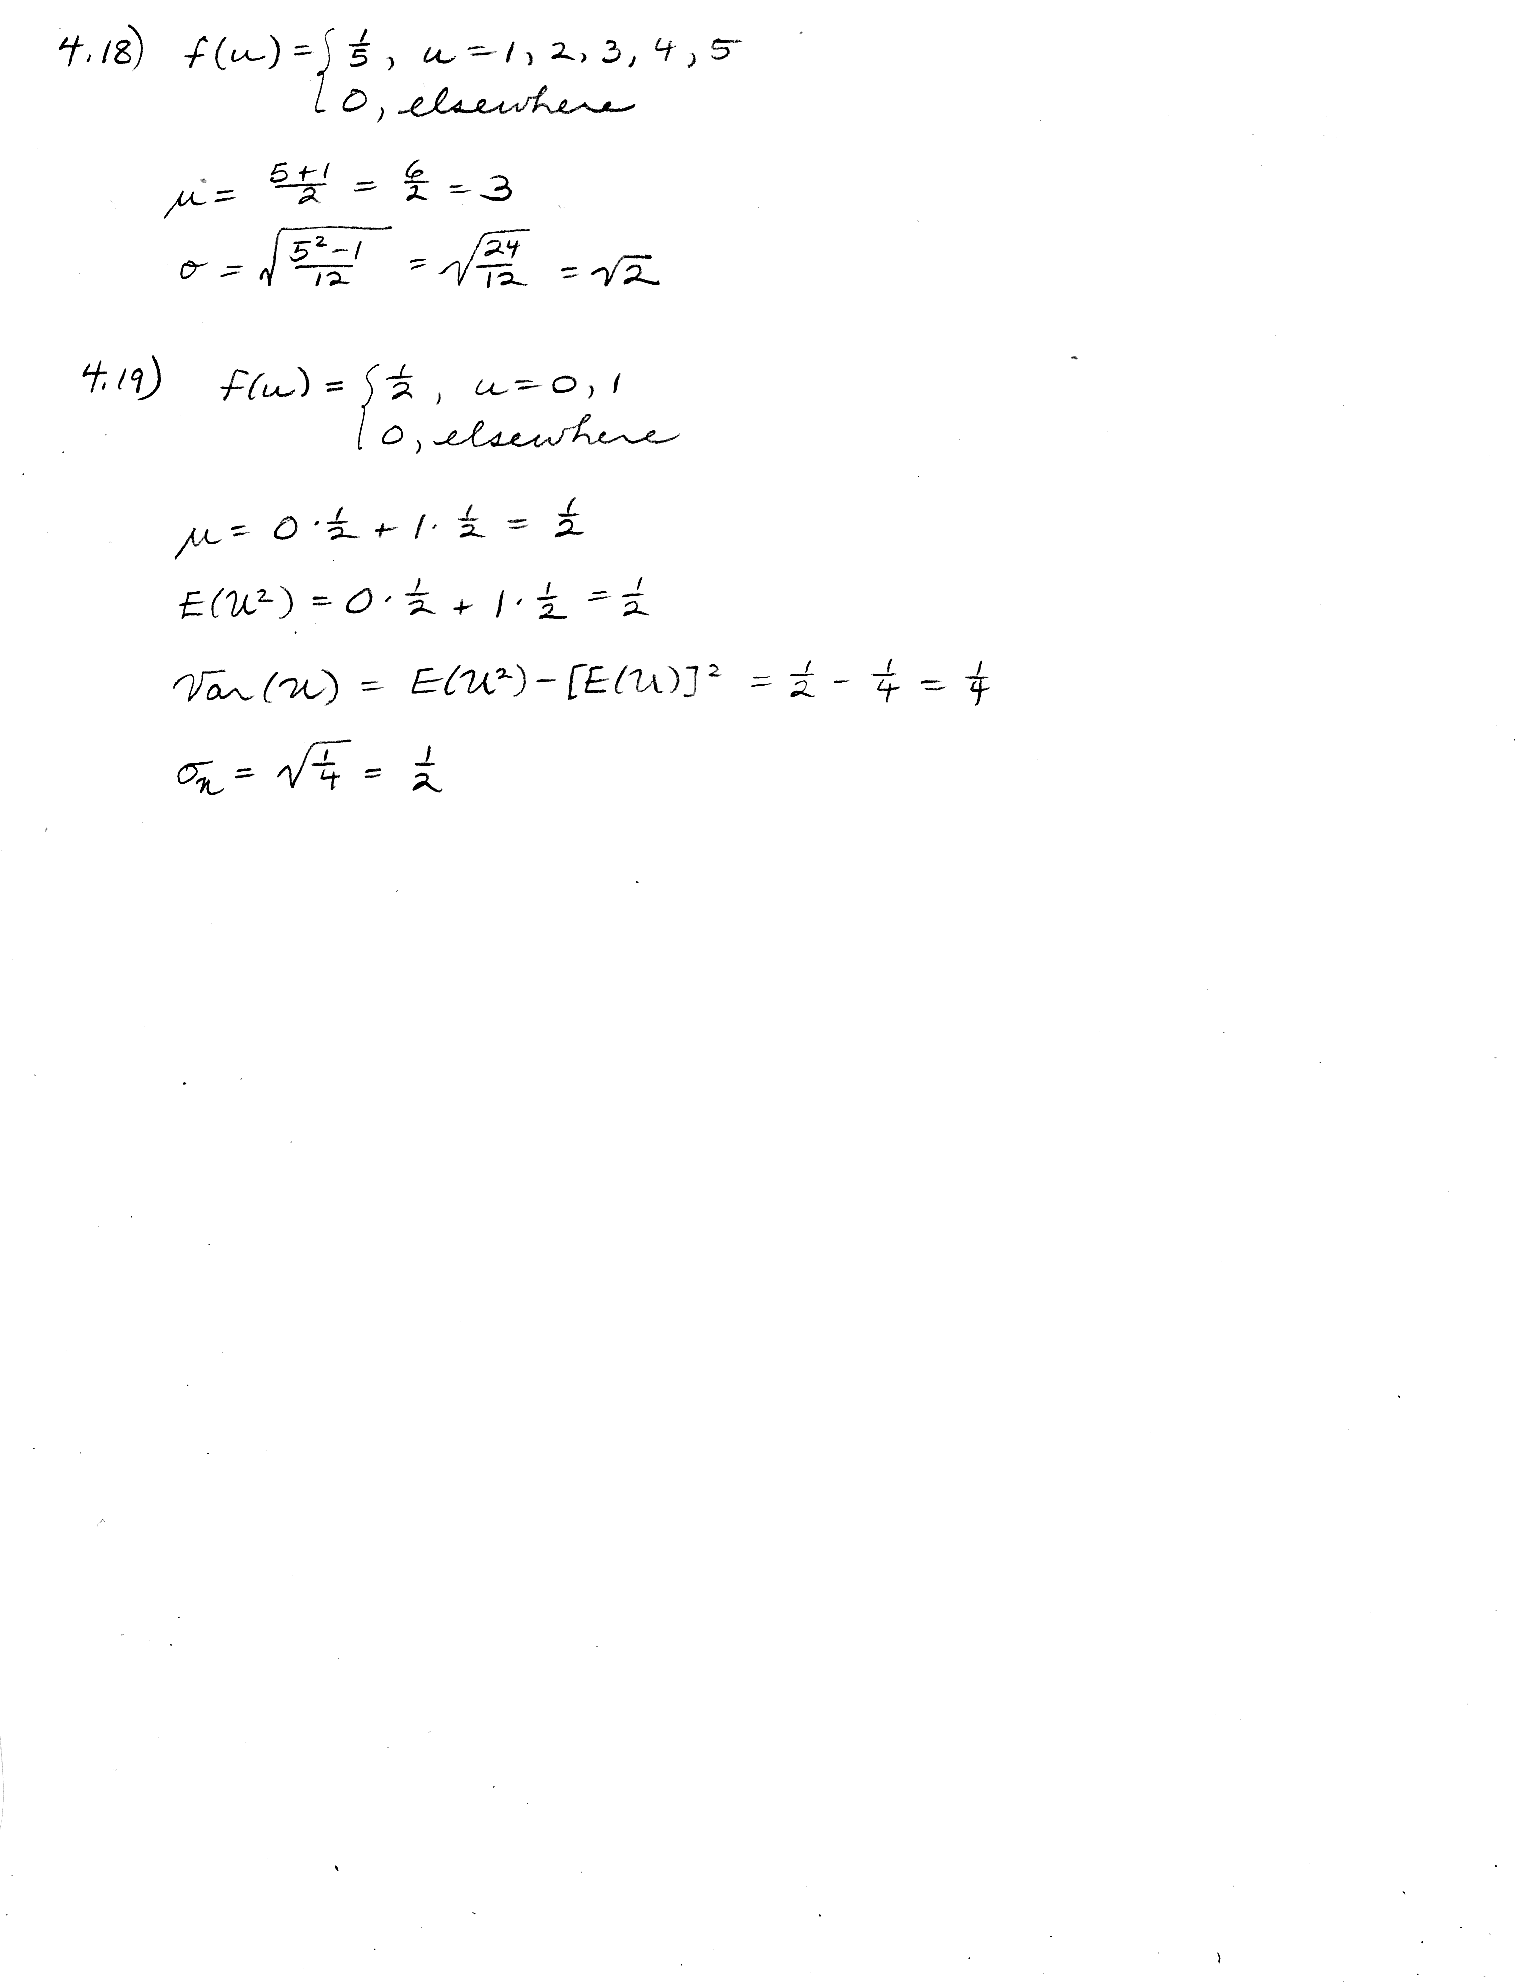 4.18) f(u) = { 1/5, u = 1, 2, 3, 4, 5
0, elsewhere
μ = (5+1)/2 = 6/2 = 3
σ = √((5²-1)/12) = √(24/12) = √2
4.19) f(u) = { 1/2, u = 0, 1
0, elsewhere
μ = 0 · 1/2 + 1 · 1/2 = 1/2
E(U²) = 0 · 1/2 + 1 · 1/2 = 1/2
Var(U) = E(U²) - [E(U)]² = 1/2 - 1/4 = 1/4
σ_u = √(1/4) = 1/2